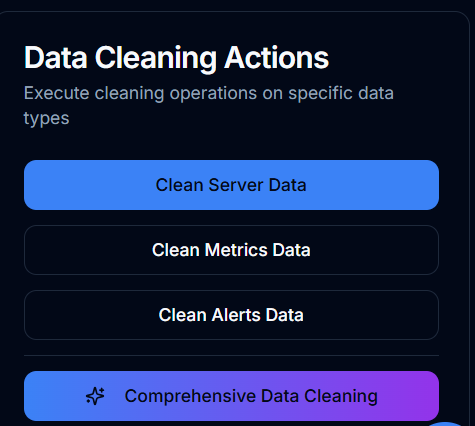 Data Cleaning Actions
Execute cleaning operations on specific data
types
Clean Server Data
Clean Metrics Data
Clean Alerts Data
Comprehensive Data Cleaning